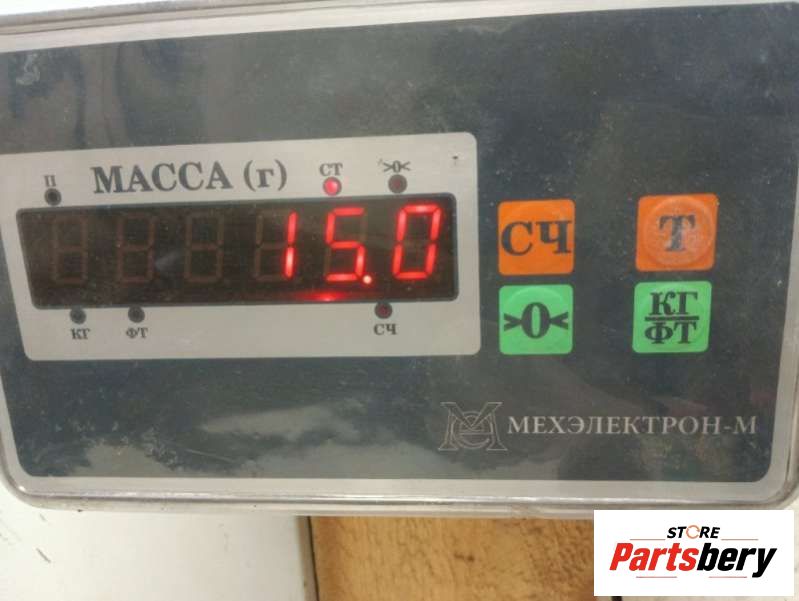 П МАССА (г) СТ >0<
15.0
КГ ФТ СЧ
СЧ Т
>0< КГ
ФТ
МЕХЭЛЕКТРОН-М
STORE
Partsbery